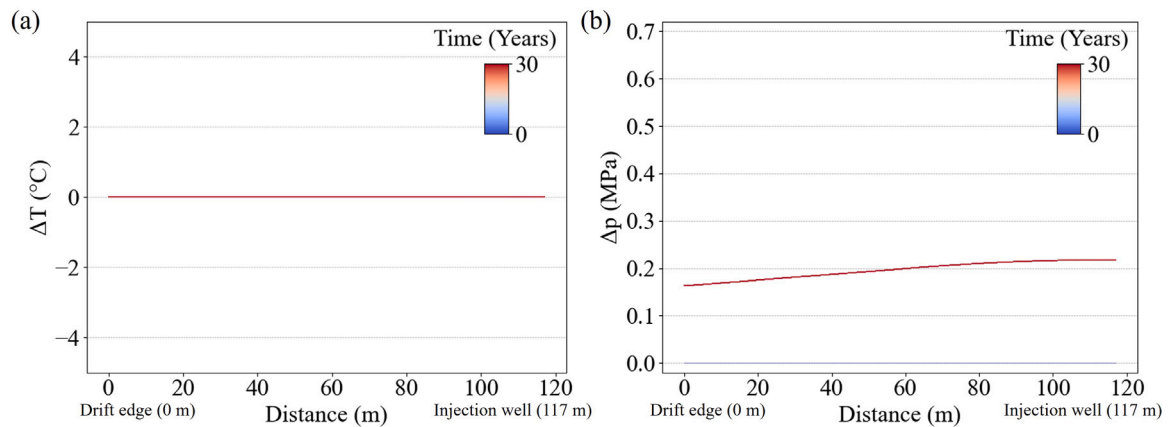 (a)
Time (Years)
30
0
4
2
0
−2
−4
ΔT (°C)
0 20 40 60 80 100 120
Drift edge (0 m) Distance (m) Injection well (117 m)
(b)
Time (Years)
30
0
0.7
0.6
0.5
0.4
0.3
0.2
0.1
0.0
Δp (MPa)
0 20 40 60 80 100 120
Drift edge (0 m) Distance (m) Injection well (117 m)